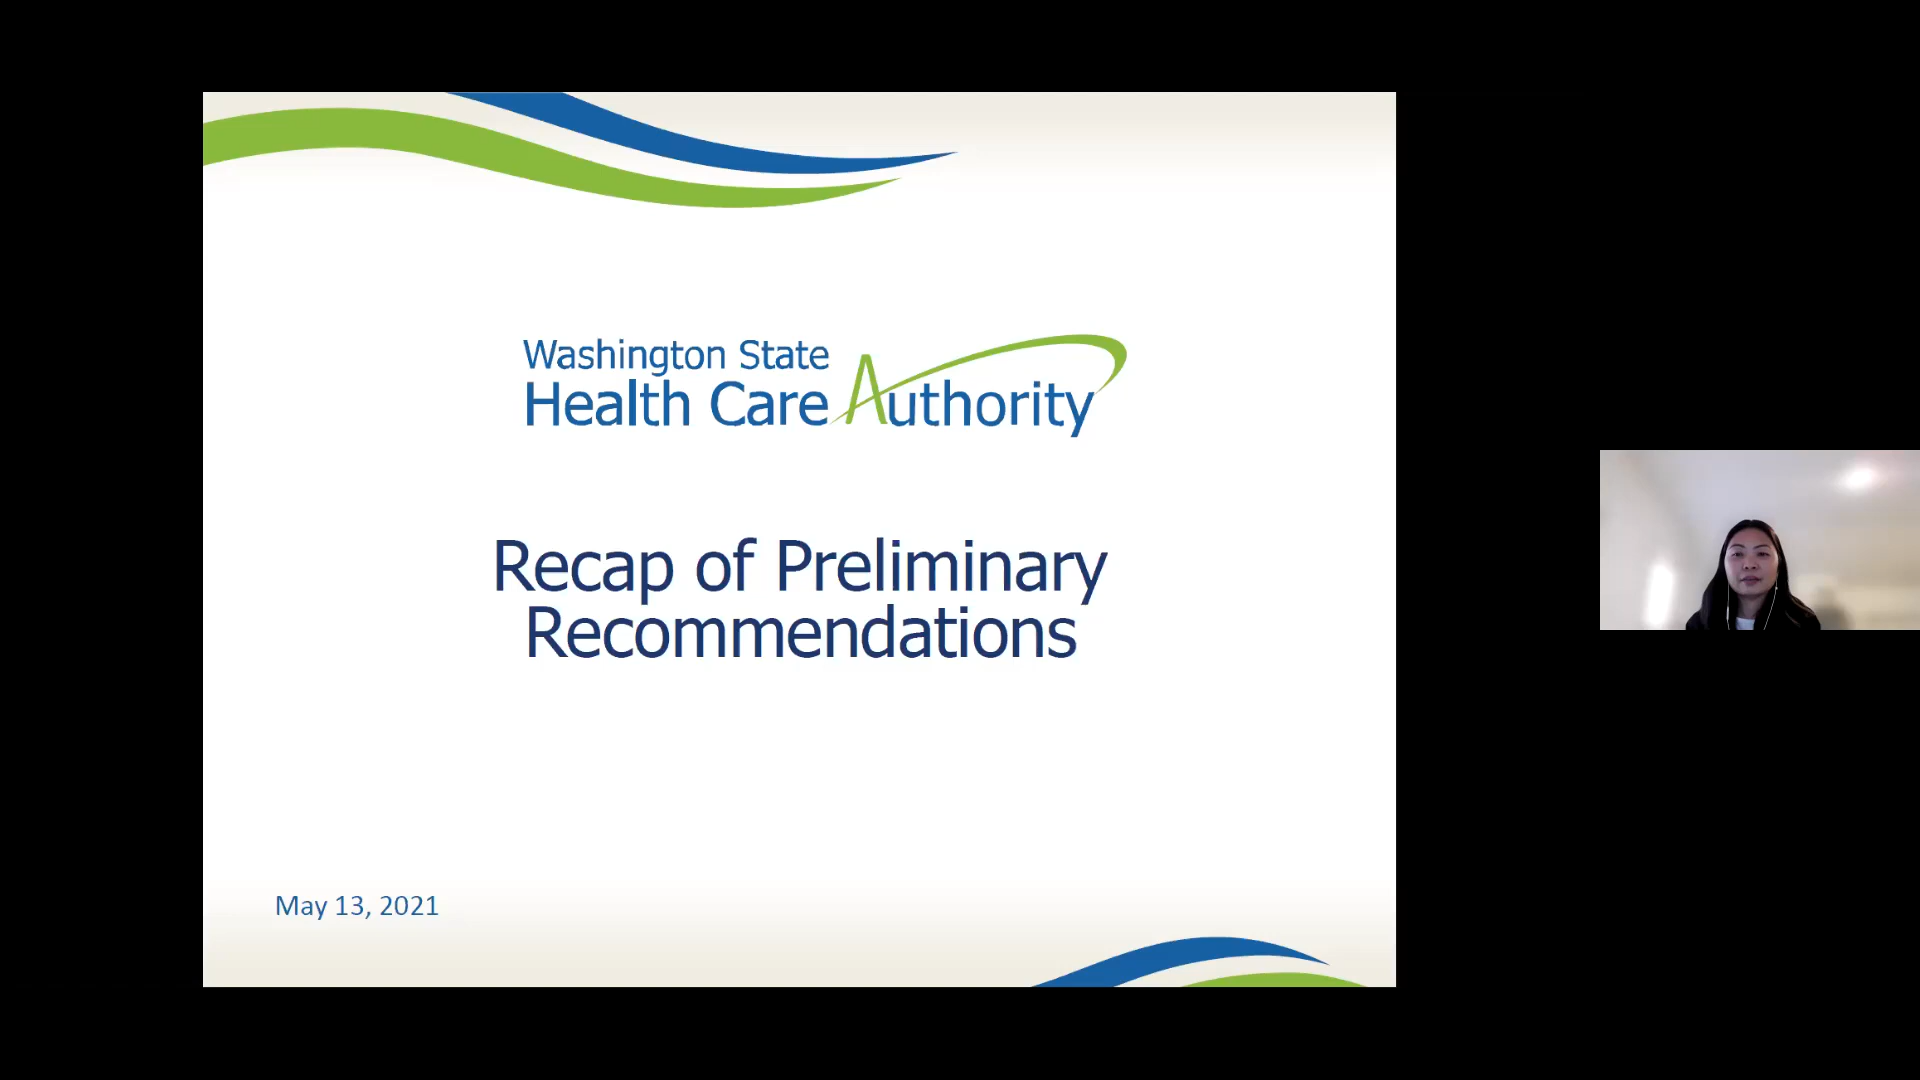 Washington State
Health Care Authority
Recap of Preliminary
Recommendations
May 13, 2021